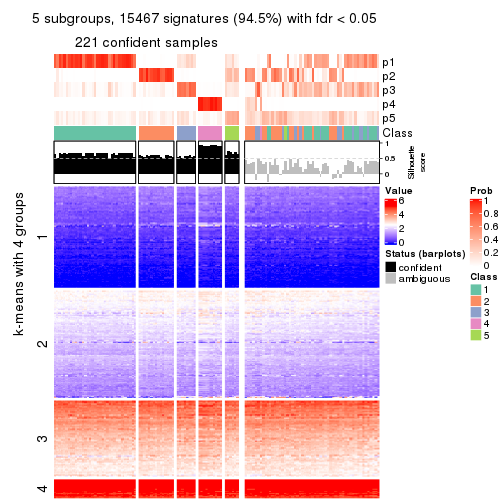 5 subgroups, 15467 signatures (94.5%) with fdr < 0.05
221 confident samples
p1
p2
p3
p4
p5
Class
1
0.5
0
Silhouette
score
k-means with 4 groups
1
2
3
4
Value
6
4
2
0
Status (barplots)
confident
ambiguous
Prob
1
0.8
0.6
0.4
0.2
0
Class
1
2
3
4
5